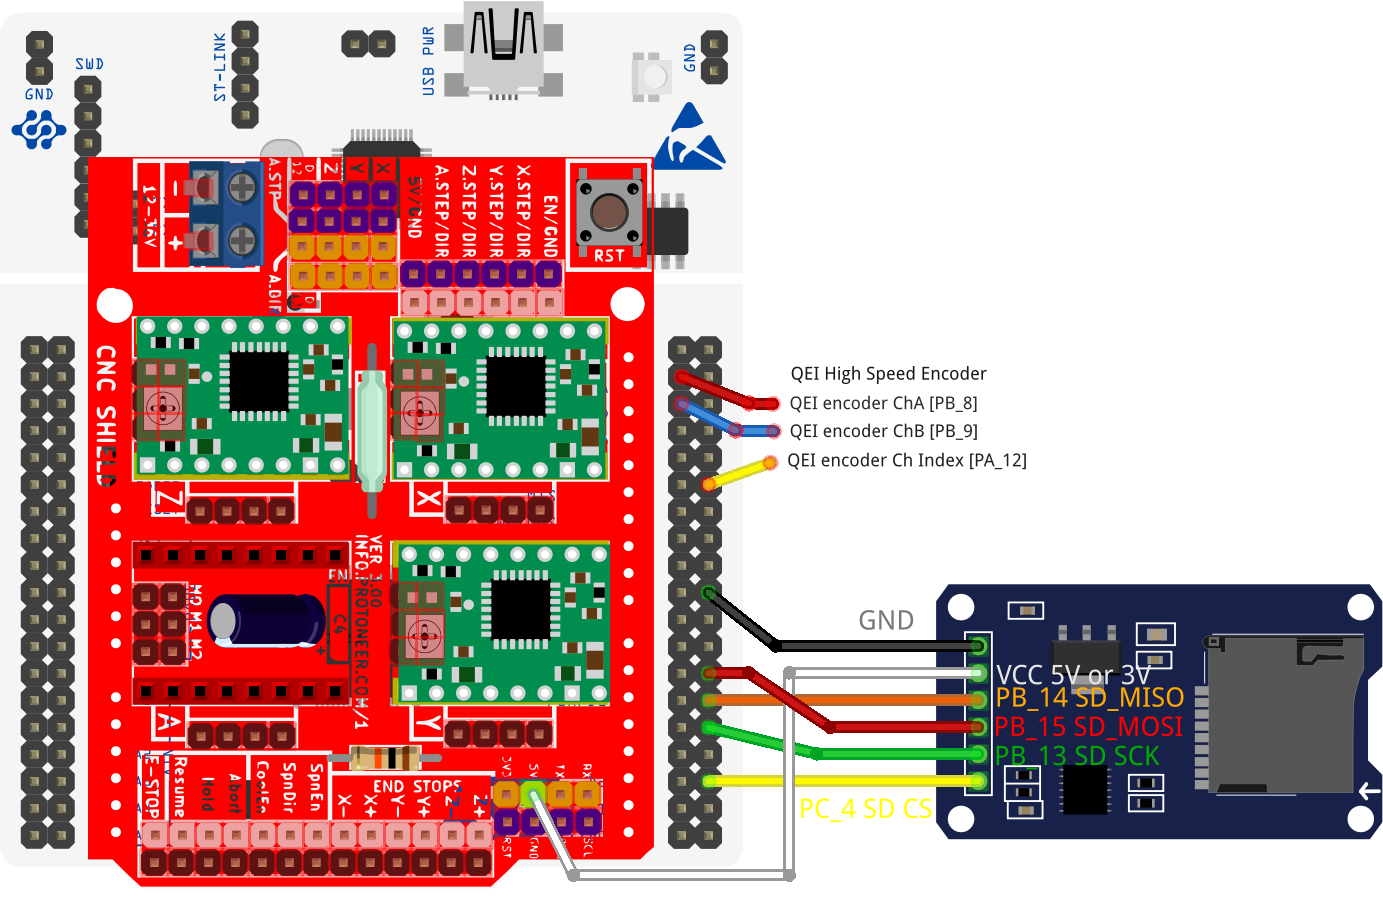 GND
SWD
ST-LINK
USB PWR
GND
12-36V
-
+
A.STP
D
12
Z
Y
X
5V/GND
A.STEP/DIR
Z.STEP/DIR
Y.STEP/DIR
X.STEP/DIR
EN/GND
RST
A.DIR
D
CNC SHIELD
QEI High Speed Encoder
QEI encoder ChA [PB_8]
QEI encoder ChB [PB_9]
QEI encoder Ch Index [PA_12]
Z
X
INFO.PROTONEER.COM/1
EN
M0
M1
M2
C4
+
A
Y
GND
VCC 5V or 3V
PB_14 SD_MISO
PB_15 SD_MOSI
PB_13 SD SCK
PC_4 SD CS
E-STOP
Resume
Hold
Abort
CoolEn
SpnDir
SpnEn
END STOPS
X-
X+
Y-
Y+
Z-
Z+
3V3
5V
TX
RX
RST
GND
SCL